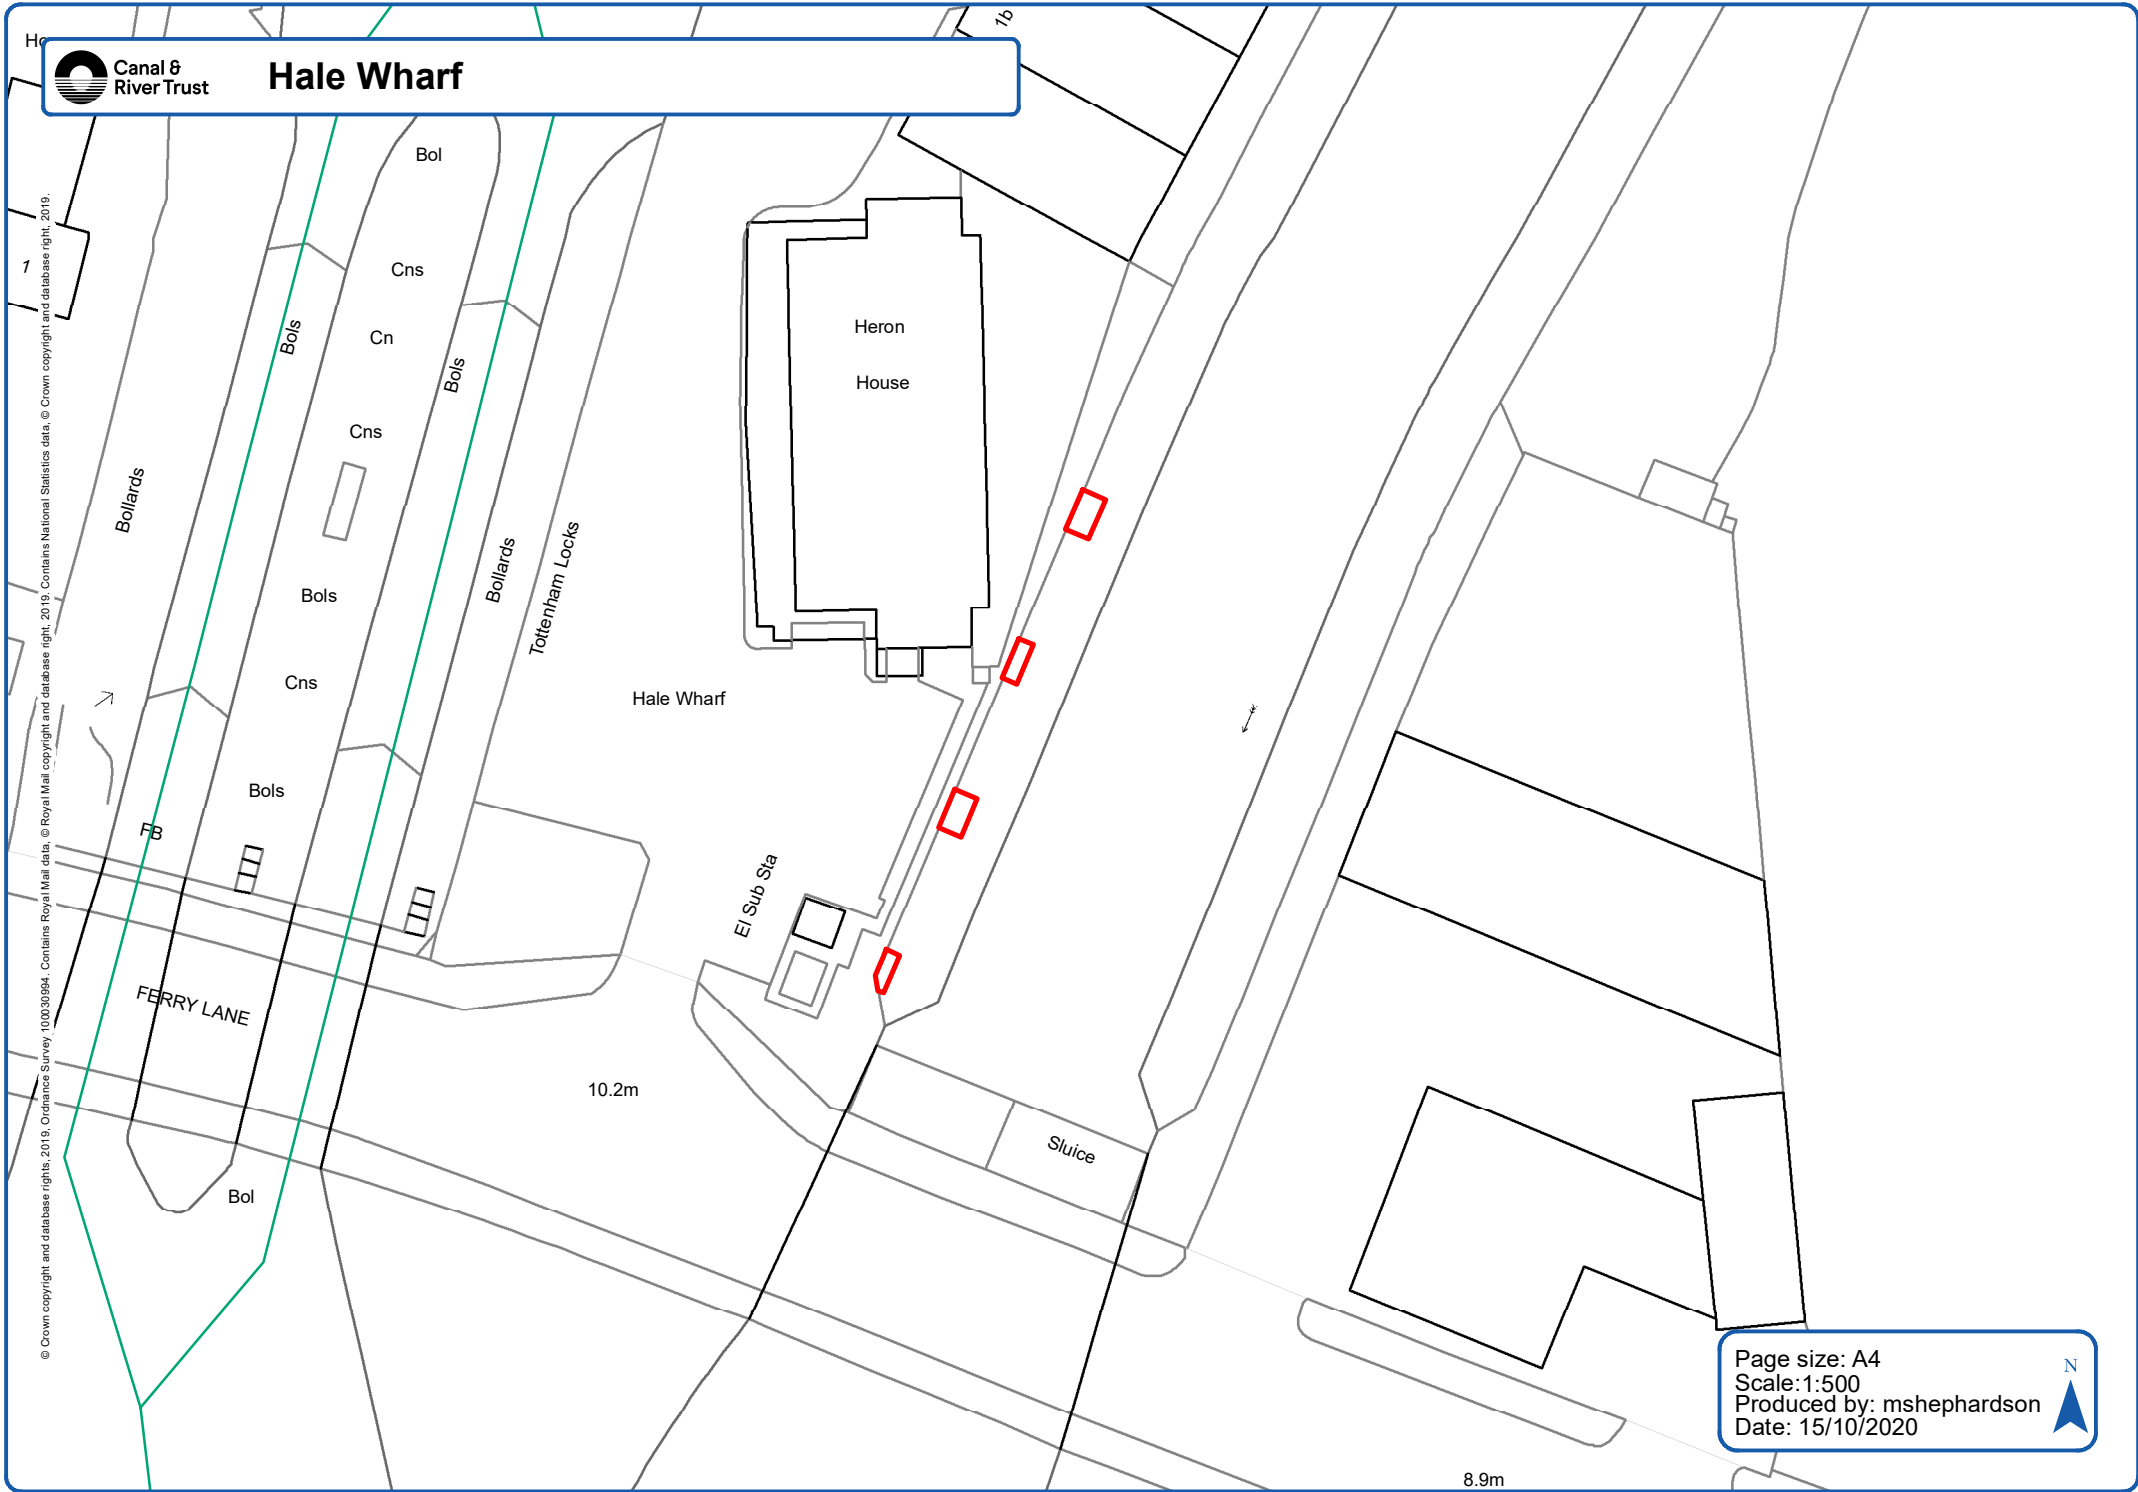 Ho
Canal &
River Trust
Hale Wharf
1b
Bol
1
Cns
Bols
Cn
Bols
Heron
House
Cns
Bollards
Bollards
Tottenham Locks
Bols
Cns
Hale Wharf
Bols
FB
El Sub Sta
FERRY LANE
10.2m
Sluice
Bol
8.9m
© Crown copyright and database rights, 2019, Ordnance Survey 100030994. Contains Royal Mail data, © Royal Mail copyright and database right, 2019. Contains National Statistics data, © Crown copyright and database right, 2019.
Page size: A4
Scale:1:500
Produced by: mshephardson
Date: 15/10/2020
N